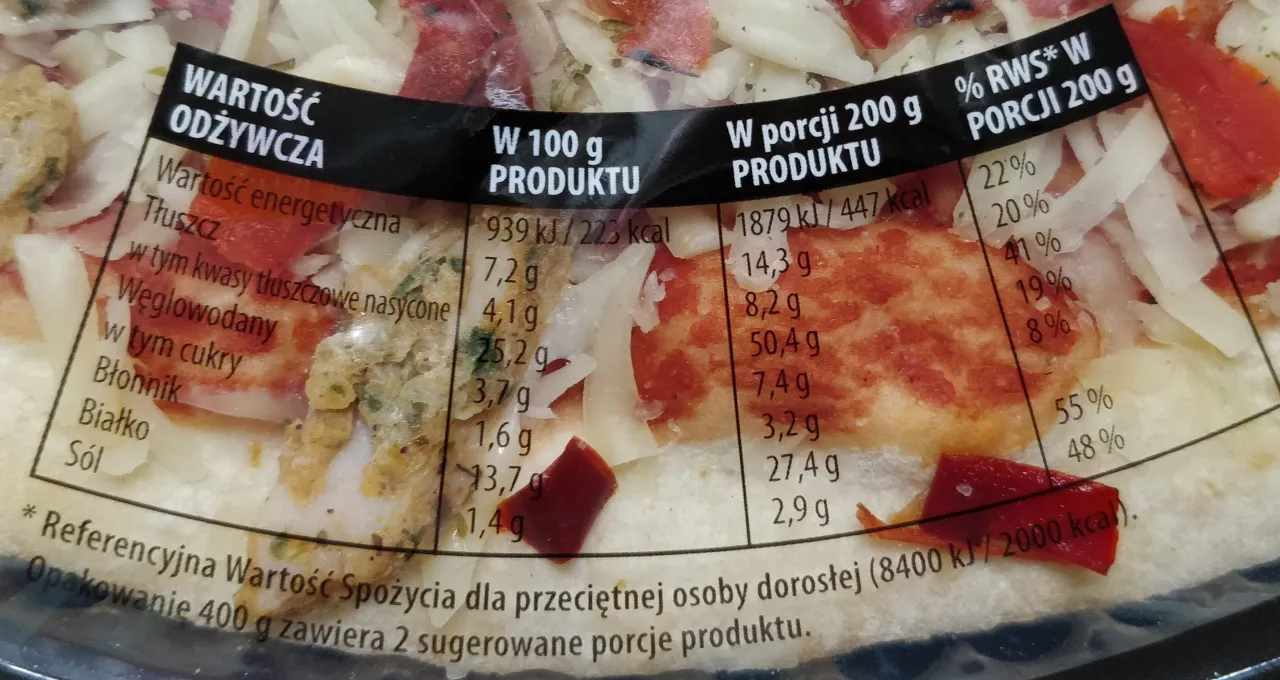 WARTOŚĆ ODŻYWCZA W 100 g PRODUKTU W porcji 200 g PRODUKTU % RWS* W PORCJI 200 g
Wartość energetyczna 939 kJ / 223 kcal 1879 kJ / 447 kcal 22%
Tłuszcz 7,2 g 14,3 g 20%
w tym kwasy tłuszczowe nasycone 4,1 g 8,2 g 41 %
Węglowodany 25,2 g 50,4 g 19%
w tym cukry 3,7 g 7,4 g 8%
Błonnik 1,6 g 3,2 g
Białko 13,7 g 27,4 g 55%
Sól 1,4 g 2,9 g 48%
* Referencyjna Wartość Spożycia dla przeciętnej osoby dorosłej (8400 kJ / 2000 kcal).
Opakowanie 400 g zawiera 2 sugerowane porcje produktu.